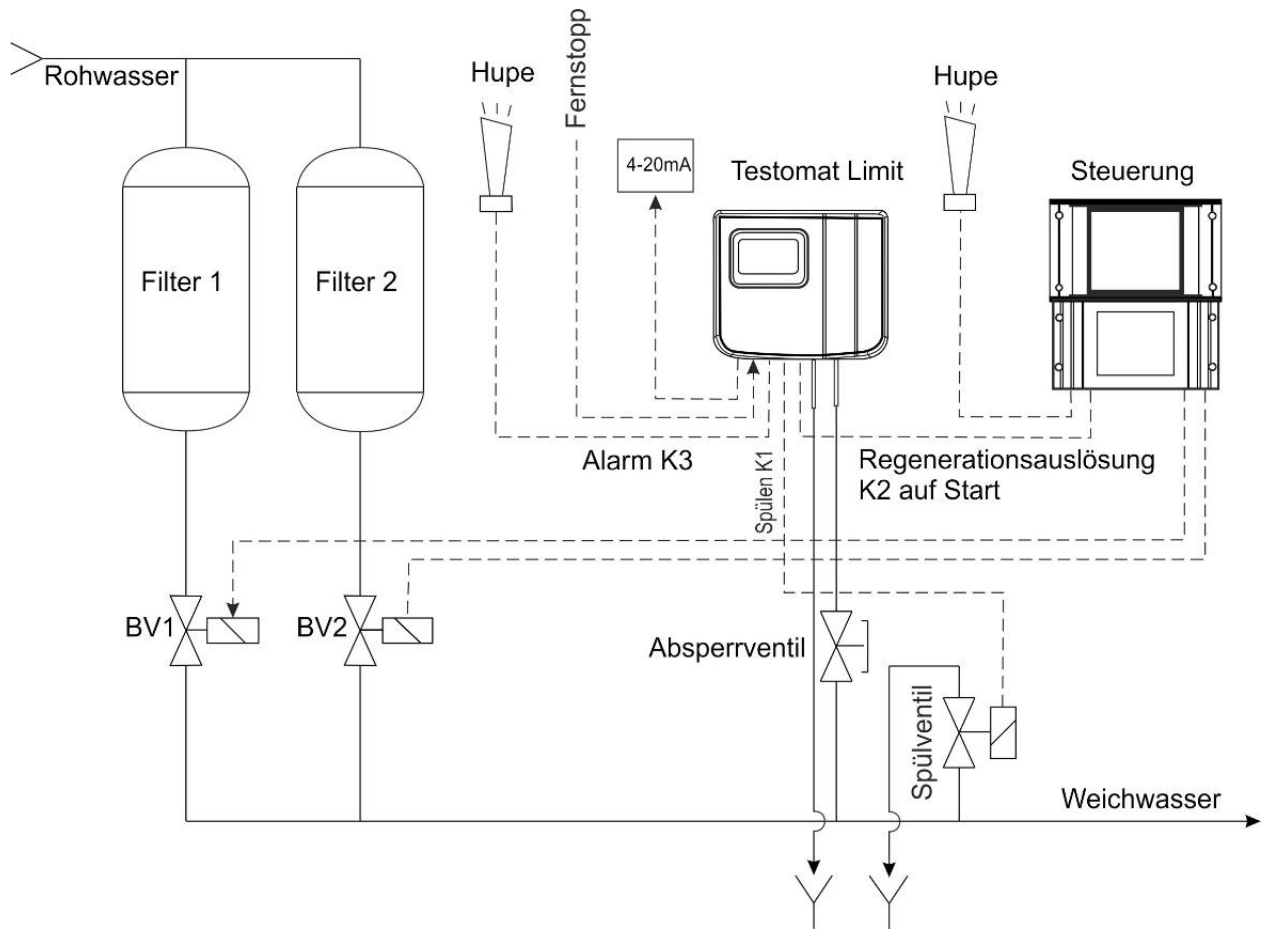 Rohwasser
Hupe
Fernstopp
4-20mA
Testomat Limit
Hupe
Steuerung
Filter 1
Filter 2
Alarm K3
Spülen K1
Regenerationsauslösung
K2 auf Start
BV1
BV2
Absperrventil
Spülventil
Weichwasser